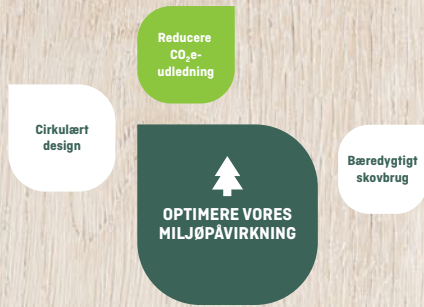 Reducere
CO₂e-
udledning
Cirkulært
design
Bæredygtigt
skovbrug
OPTIMERE VORES
MILJØPÅVIRKNING